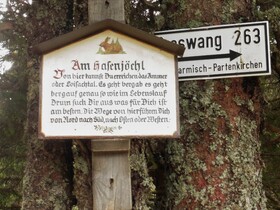 Am Hasenjöchl
Von hier kannst Du erreichen das Ammer
oder Loisachtal. Es geht bergab es geht
bergauf genau so wie im Lebenslauf
Drum such Dir aus was für Dich ist
am besten. Die Wege von hier führen Dich
von Nord nach Süd, nach Osten oder Westen.
swang 263
armisch-Partenkirchen